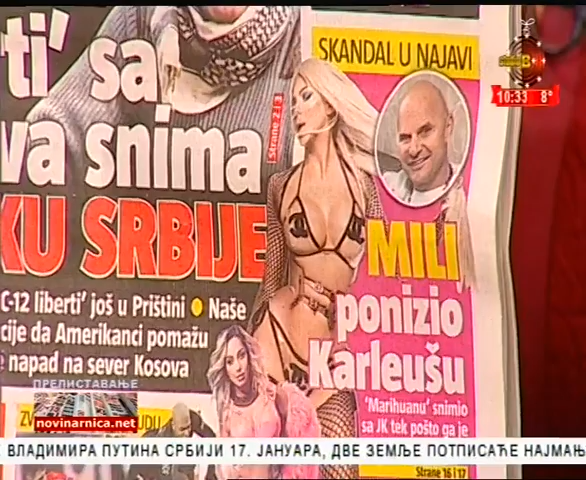 ti' sa
va snima
KU SRBIJE
Strane 2 i 3
C-12 liberti' još u Prištini ● Naše
cije da Amerikanci pomažu
napad na sever Kosova
SKANDAL U NAJAVI
MILI
ponizio
Karleušu
'Marihuanu' snimio
sa JK tek pošto ga je
Strane 16 i 17
10:33 8°
ПРЕЛИСТАВАЊЕ
novinarnica.net
ВЛАДИМИРА ПУТИНА СРБИЈИ 17. ЈАНУАРА, ДВЕ ЗЕМЉЕ ПОТПИСАЋЕ НАЈМАЊ